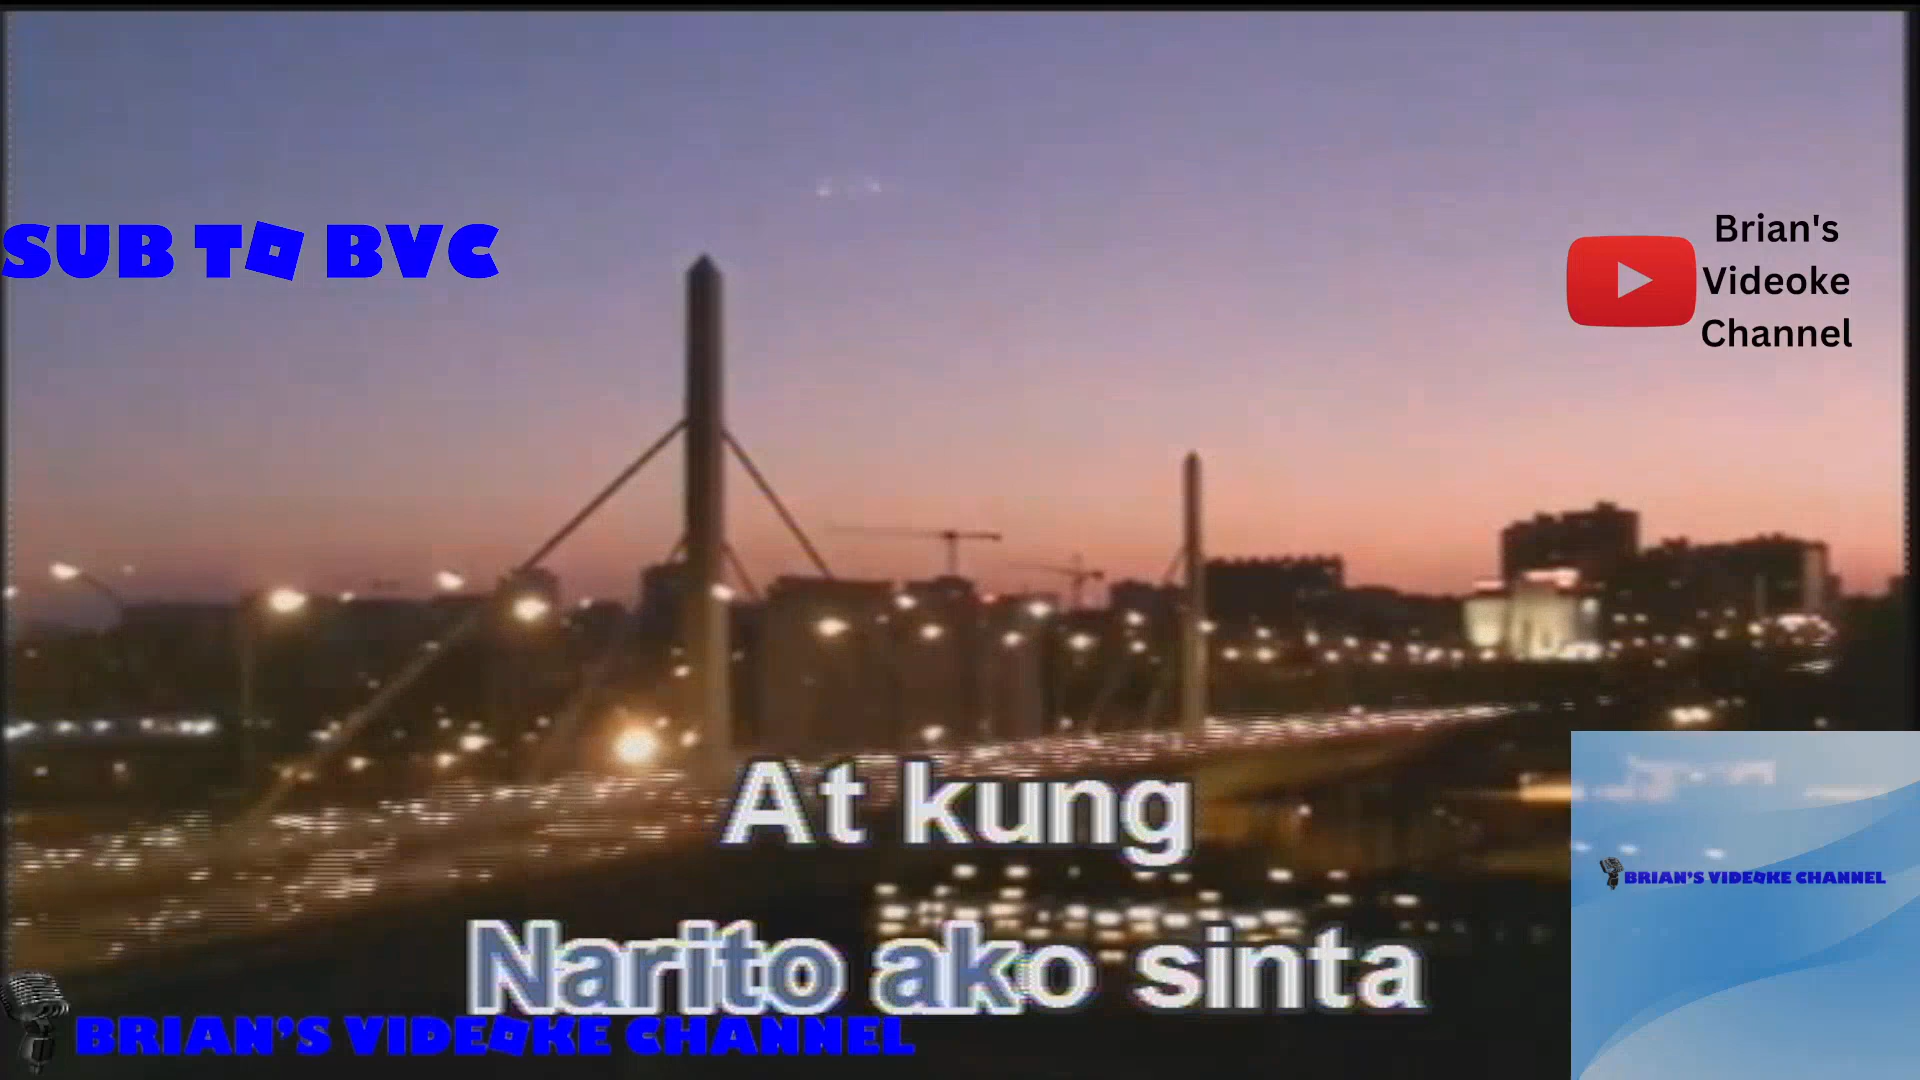 SUB TO BVC
Brian's
Videoke
Channel
At kung
Narito ako sinta
BRIAN'S VIDEOKE CHANNEL
BRIAN'S VIDEOKE CHANNEL